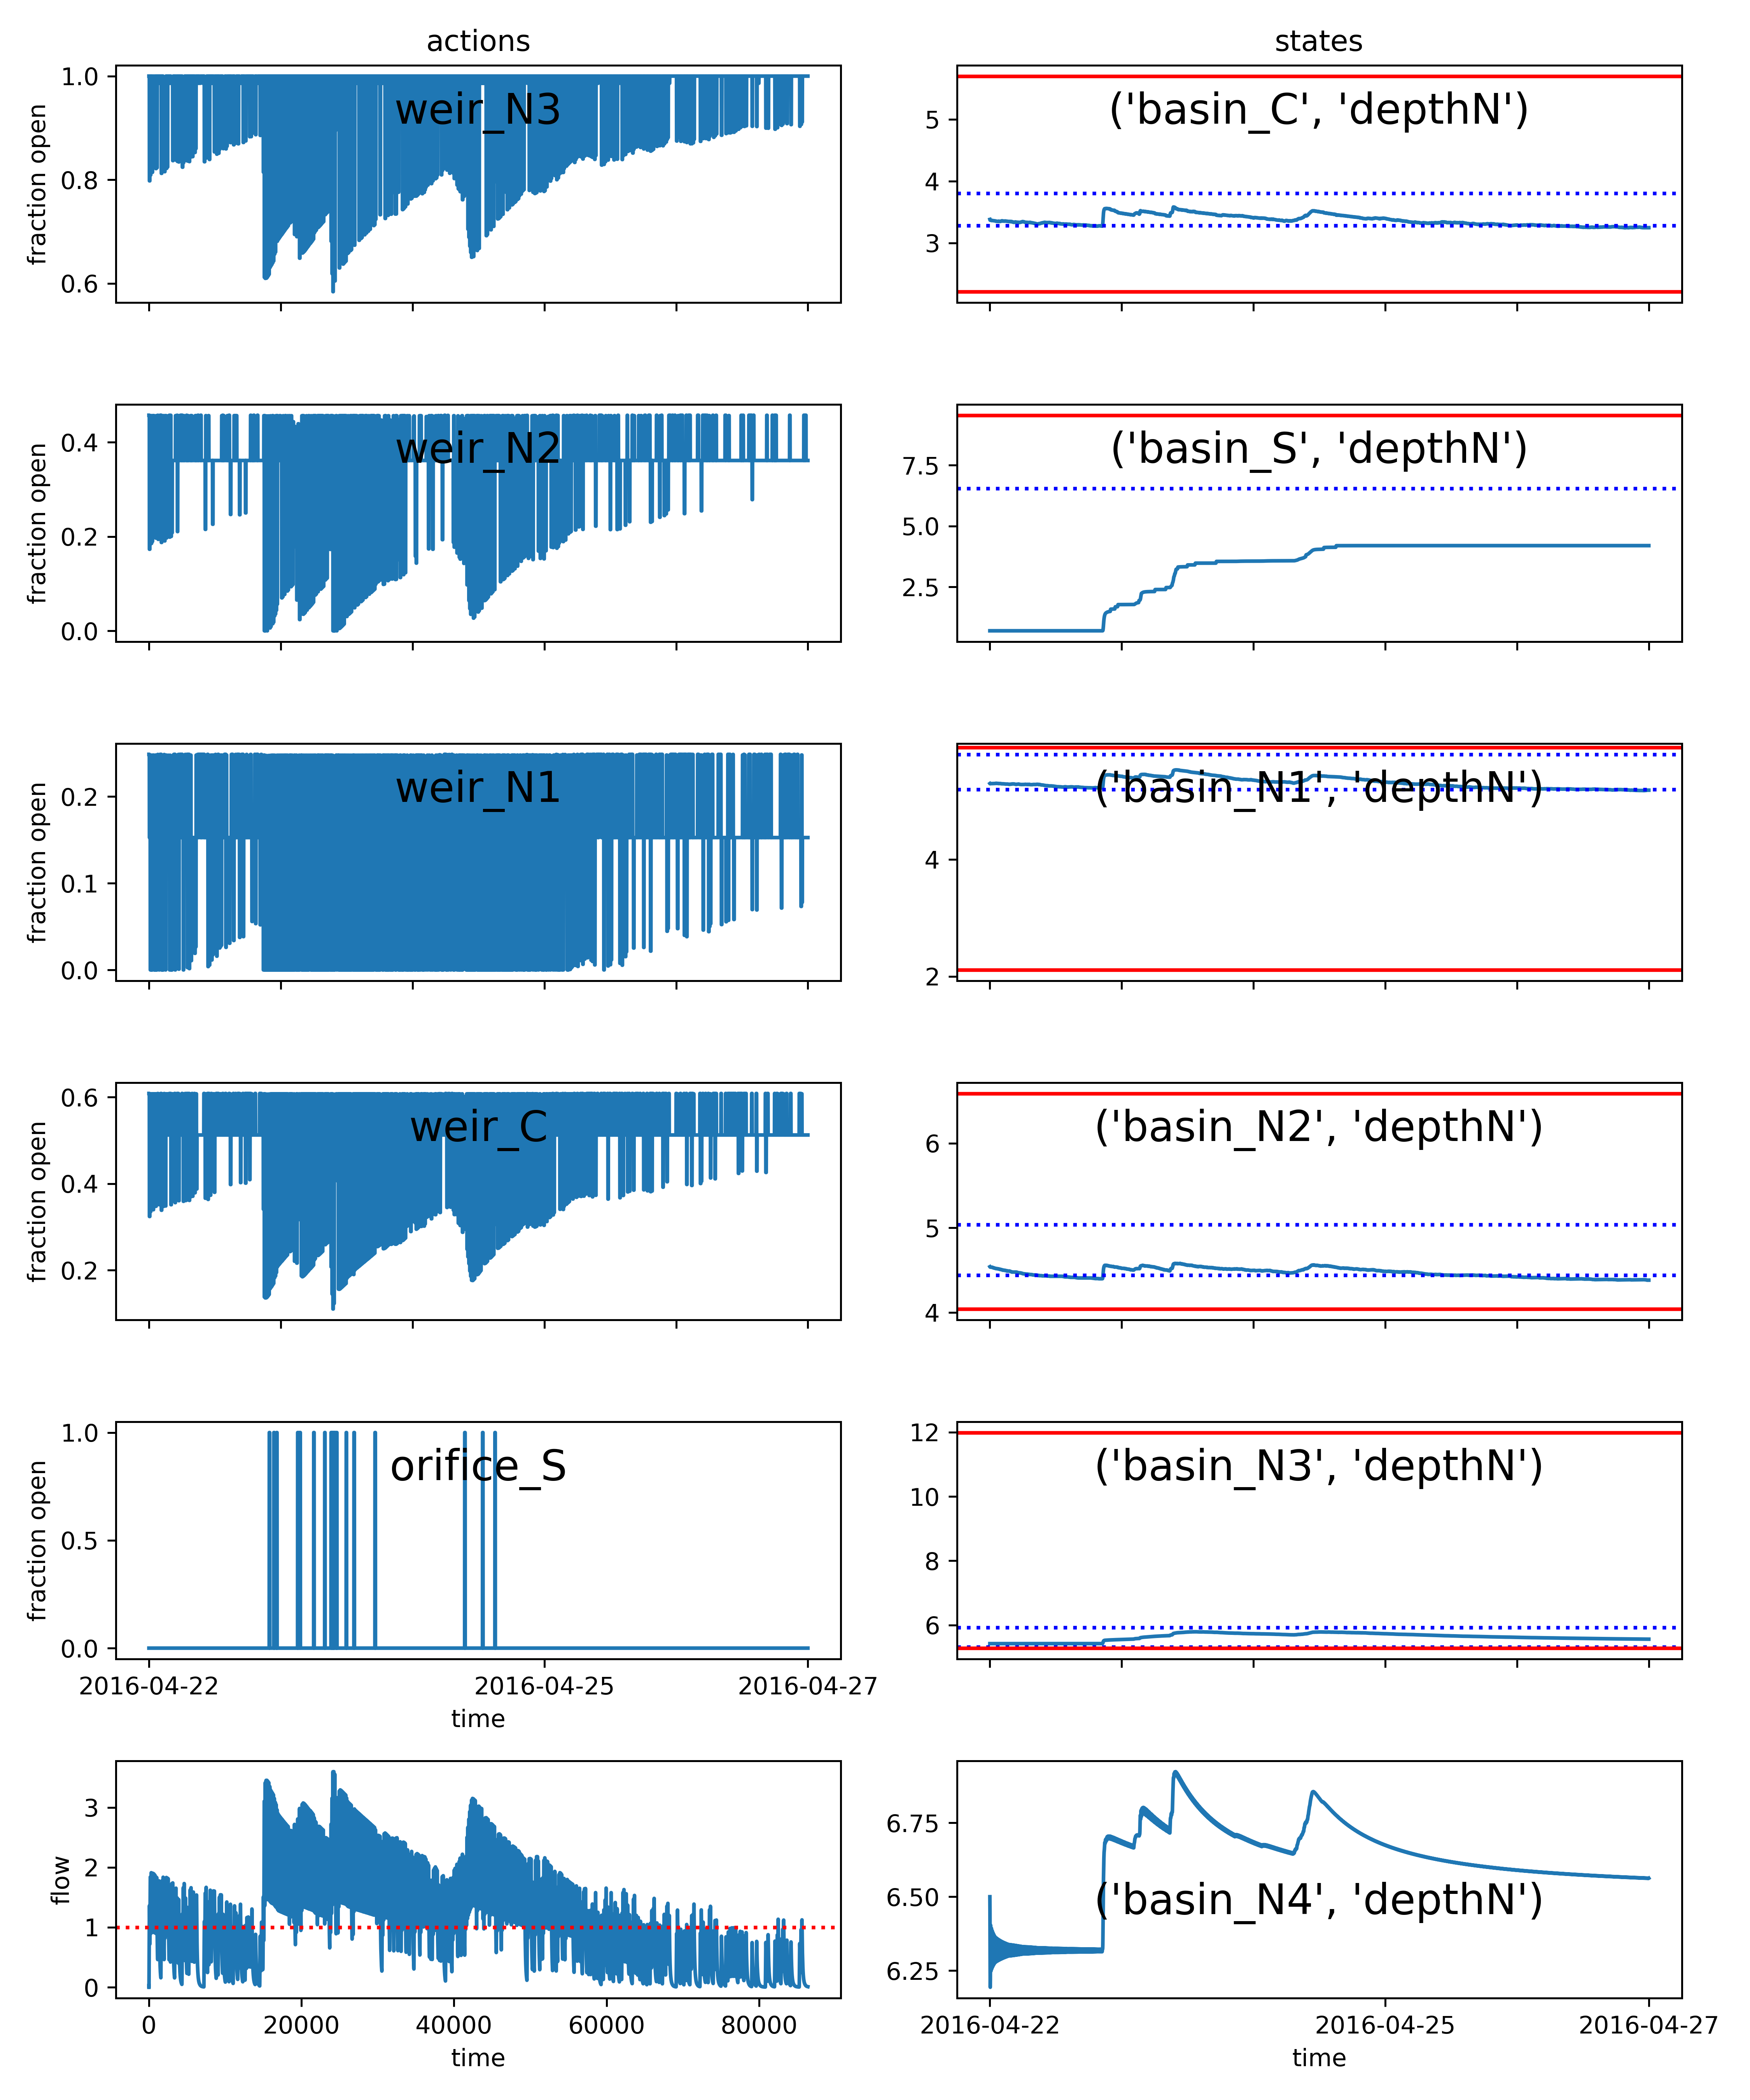 actions
states
1.0
0.8
0.6
fraction open
weir_N3
5
4
3
('basin_C', 'depthN')
0.4
0.2
0.0
fraction open
weir_N2
7.5
5.0
2.5
('basin_S', 'depthN')
0.2
0.1
0.0
fraction open
weir_N1
4
2
('basin_N1', 'depthN')
0.6
0.4
0.2
fraction open
weir_C
6
5
4
('basin_N2', 'depthN')
1.0
0.5
0.0
fraction open
orifice_S
2016-04-22
2016-04-25
2016-04-27
time
12
10
8
6
('basin_N3', 'depthN')
3
2
1
0
flow
0
20000
40000
60000
80000
time
6.75
6.50
6.25
('basin_N4', 'depthN')
2016-04-22
2016-04-25
2016-04-27
time